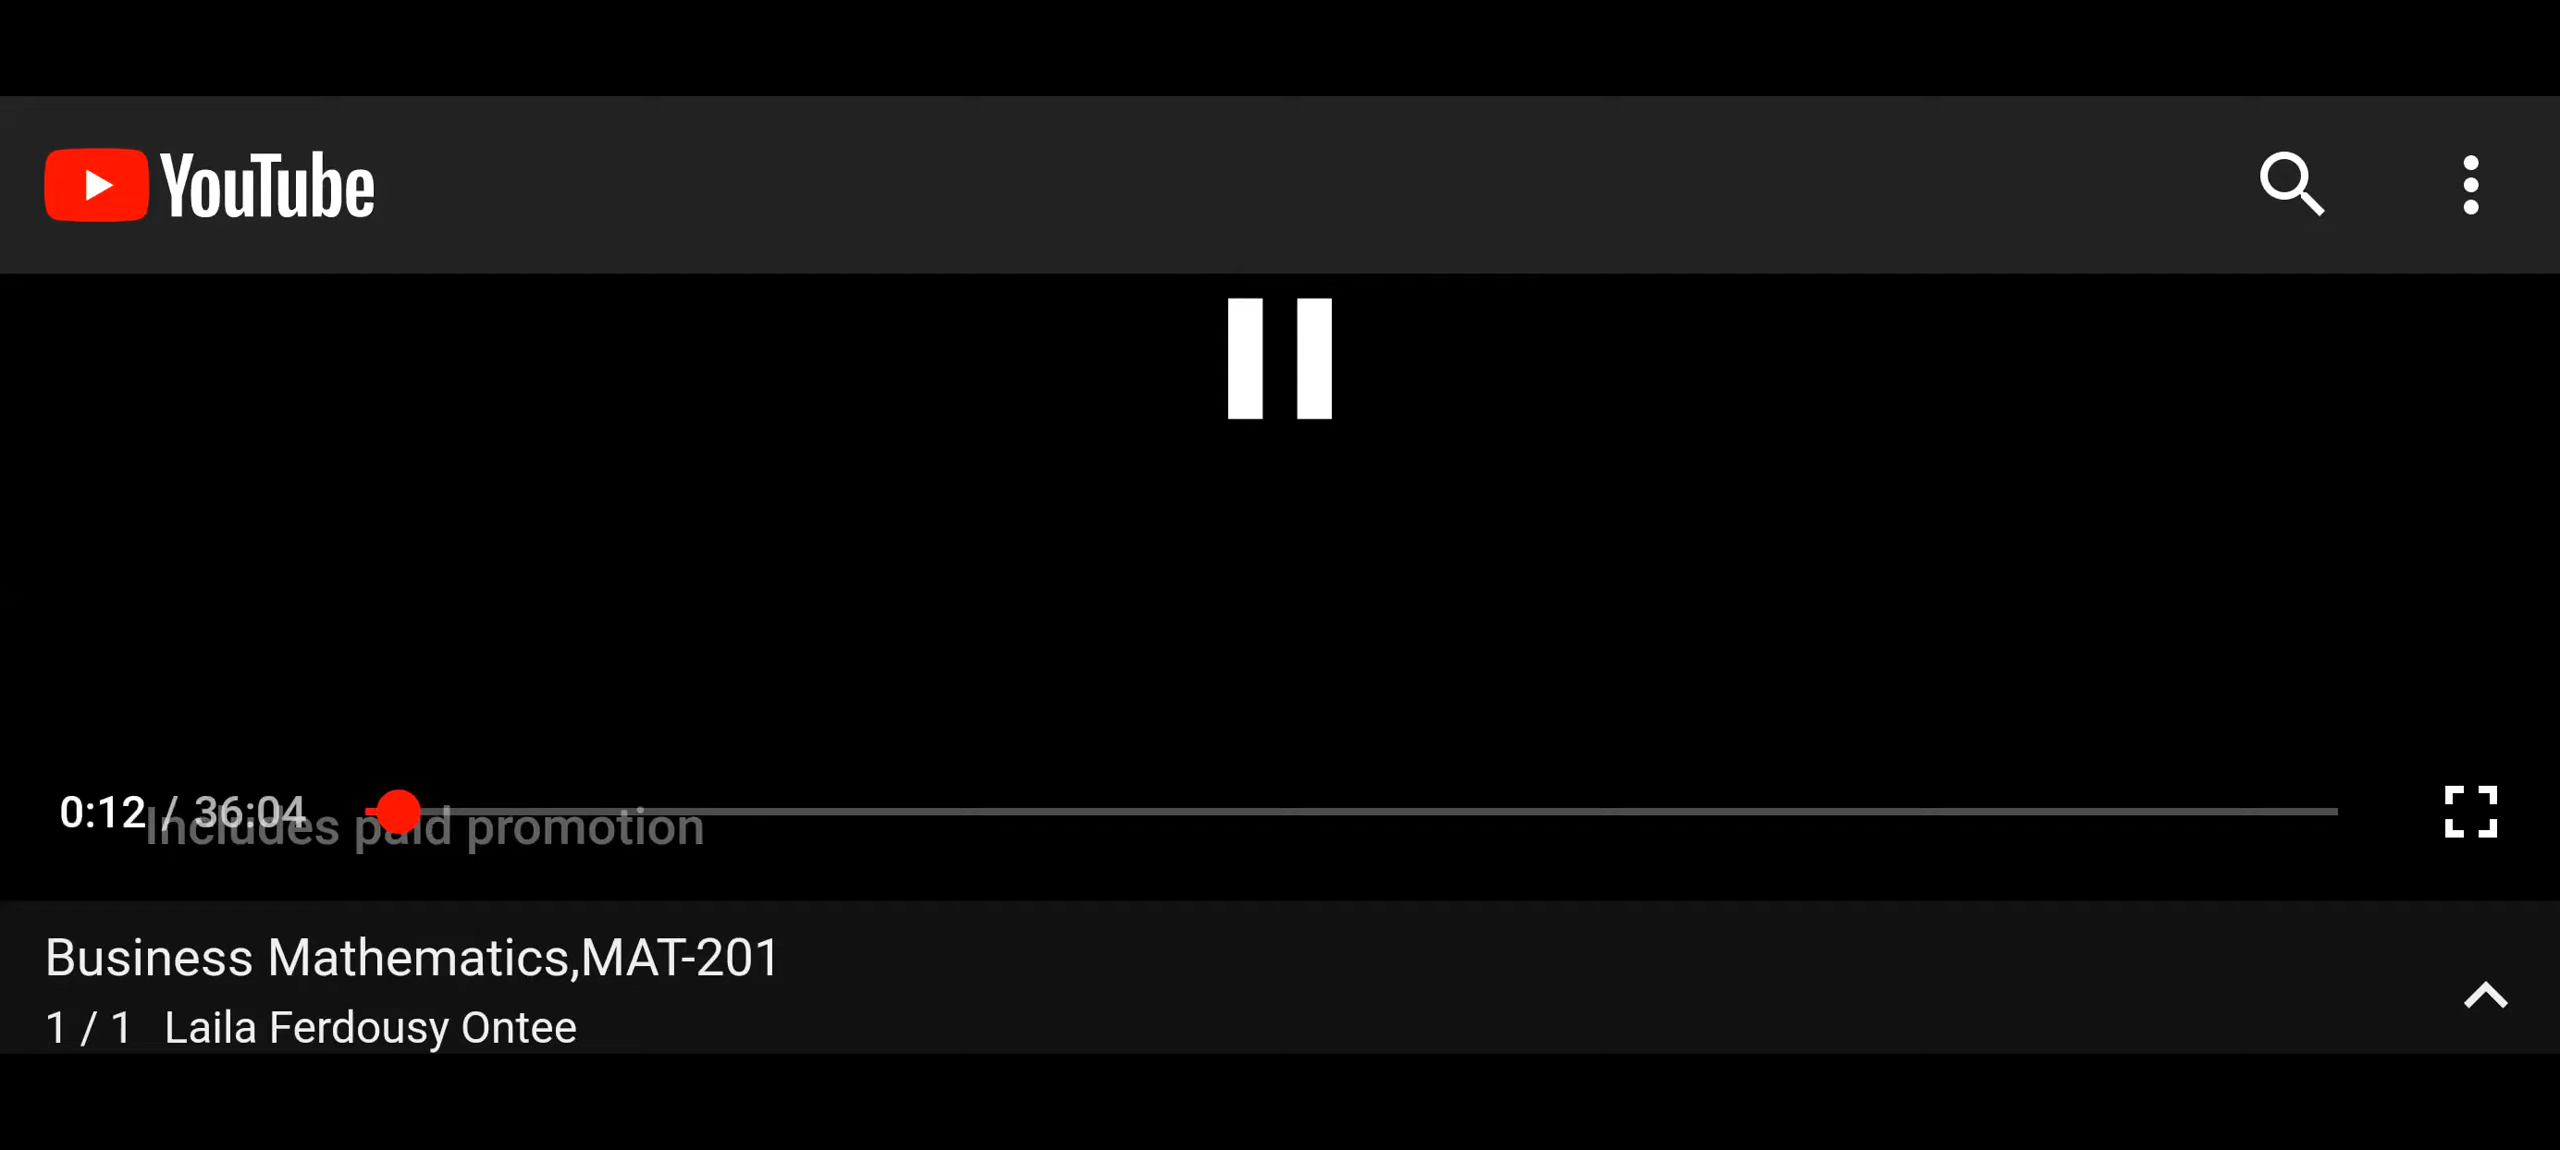 YouTube
0:12 / 36:04
Includes paid promotion
Business Mathematics,MAT-201
1 / 1 Laila Ferdousy Ontee